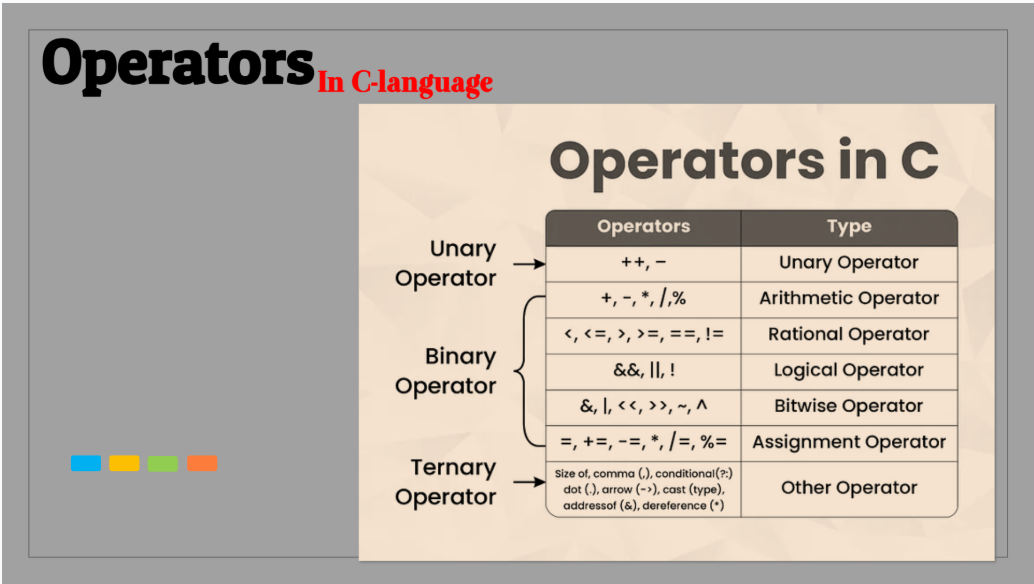 Operators In C-language
Operators in C
Operators Type
Unary
Operator
++, – Unary Operator
+, -, *, /,% Arithmetic Operator
<, <=, >, >=, ==, != Rational Operator
Binary
Operator
&&, ||, ! Logical Operator
&, |, <<, >>, ~, ^ Bitwise Operator
=, +=, -=, *, /=, %= Assignment Operator
Ternary
Operator
Size of, comma (,), conditional(?:)
dot (.), arrow (->), cast (type),
addressof (&), dereference (*)
Other Operator